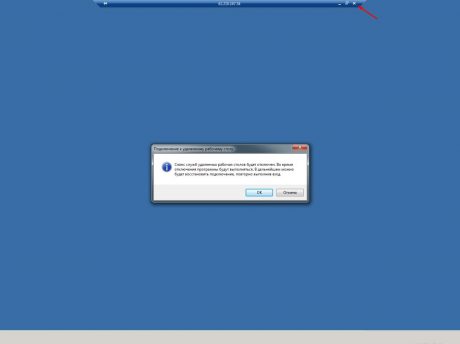 Подключение к удаленному рабочему столу
Сеанс служб удаленных рабочих столов будет отключен. Во время
отключения программы будут выполняться. В дальнейшем можно
будет восстановить подключение, повторно выполнив вход.
OK
Отмена